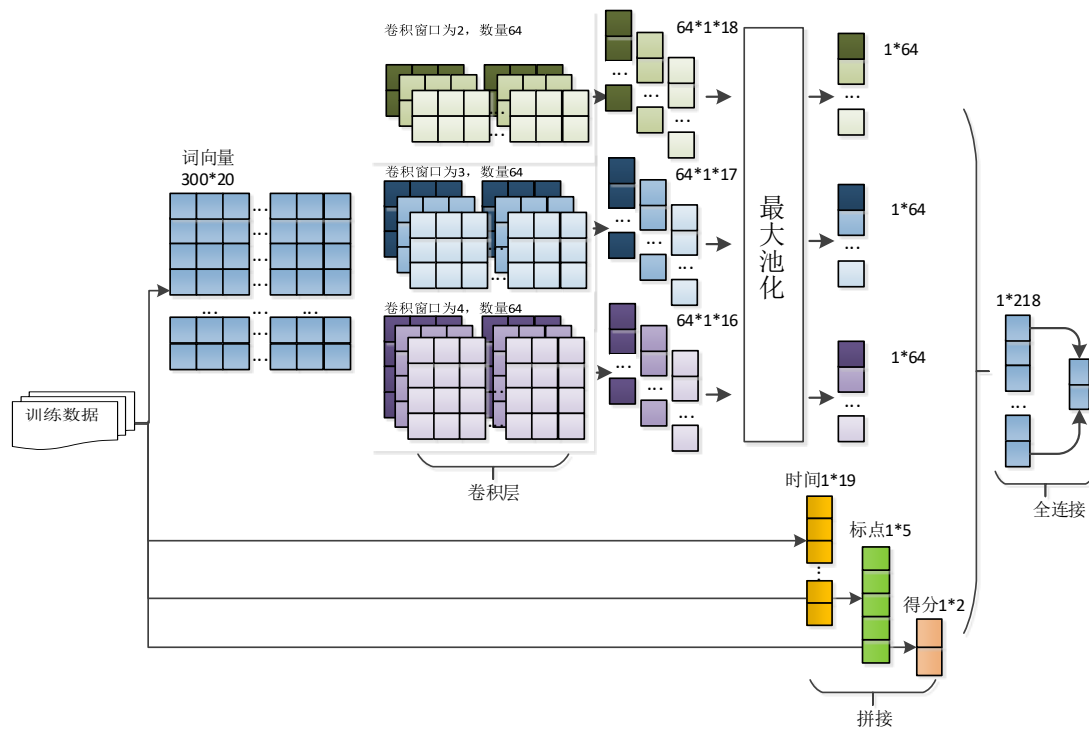 卷积窗口为2，数量64
64*1*18
1*64
词向量
300*20
卷积窗口为3，数量64
64*1*17
最大池化
1*64
卷积窗口为4，数量64
64*1*16
1*64
1*218
训练数据
卷积层
时间1*19
标点1*5
得分1*2
全连接
拼接